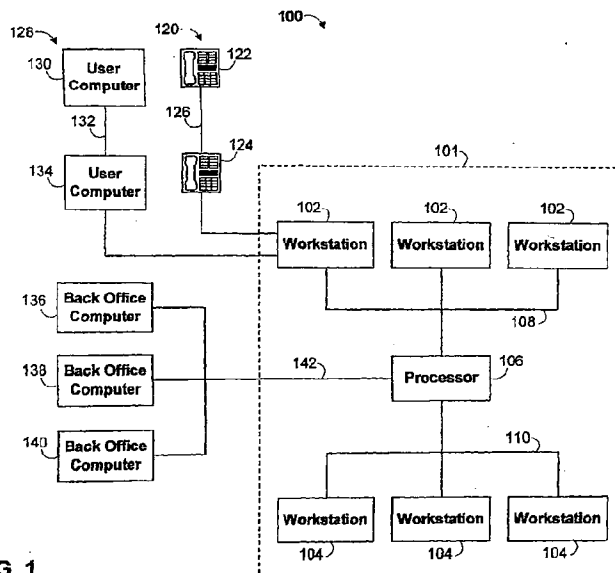 100
128
120
130
User
Computer
122
132
126
134
User
Computer
124
101
102
102
102
Workstation
Workstation
Workstation
108
136
Back Office
Computer
138
Back Office
Computer
142
Processor
106
140
Back Office
Computer
110
Workstation
Workstation
Workstation
104
104
104
G 1